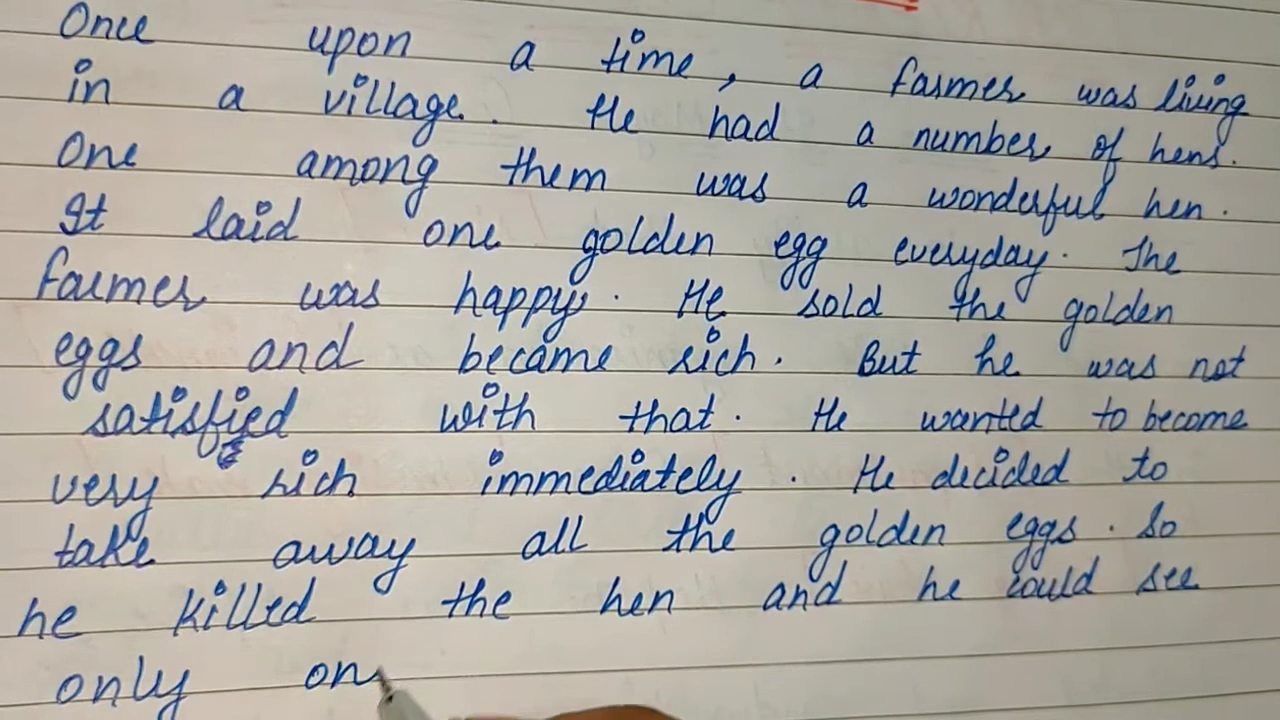 Once upon a time, a farmer was living
in a village. He had a number of hens.
One among them was a wonderful hen.
It laid one golden egg everyday. The
farmer was happy. He sold the golden
eggs and became rich. But he was not
satisfied with that. He wanted to become
very rich immediately. He decided to
take away all the golden eggs. So
he killed the hen and he could see
only on